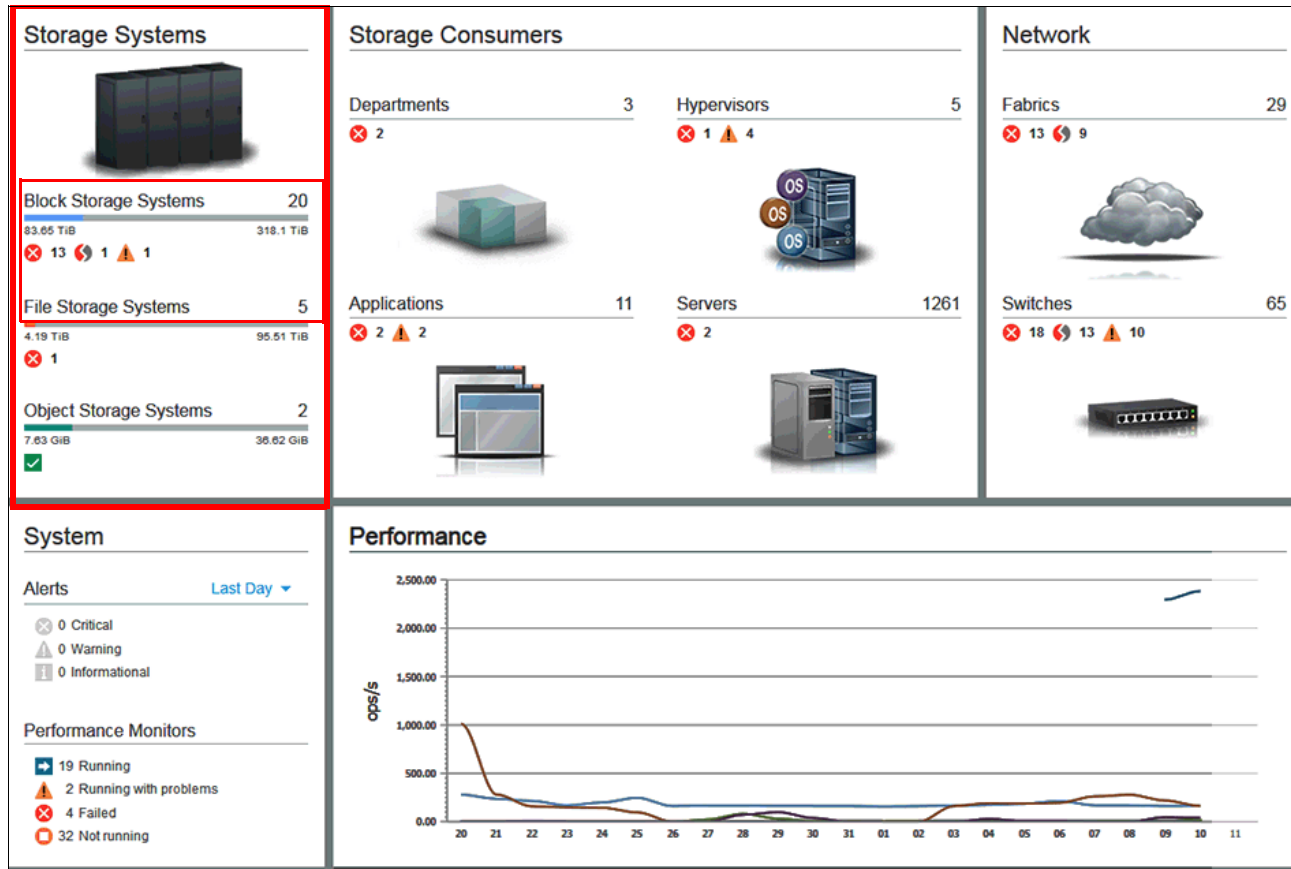 Storage Systems
Block Storage Systems 20
83.65 TiB 318.1 TiB
13 1 1
File Storage Systems 5
4.19 TiB 95.51 TiB
1
Object Storage Systems 2
7.63 GiB 36.62 GiB
Storage Consumers
Departments 3
2
Hypervisors 5
1 4
OS
OS
OS
Applications 11
2 2
Servers 1261
2
Network
Fabrics 29
13 9
Switches 65
18 13 10
System
Alerts Last Day
0 Critical
0 Warning
0 Informational
Performance Monitors
19 Running
2 Running with problems
4 Failed
32 Not running
Performance
ops/s
2,500.00
2,000.00
1,500.00
1,000.00
500.00
0.00
20 21 22 23 24 25 26 27 28 29 30 31 01 02 03 04 05 06 07 08 09 10 11